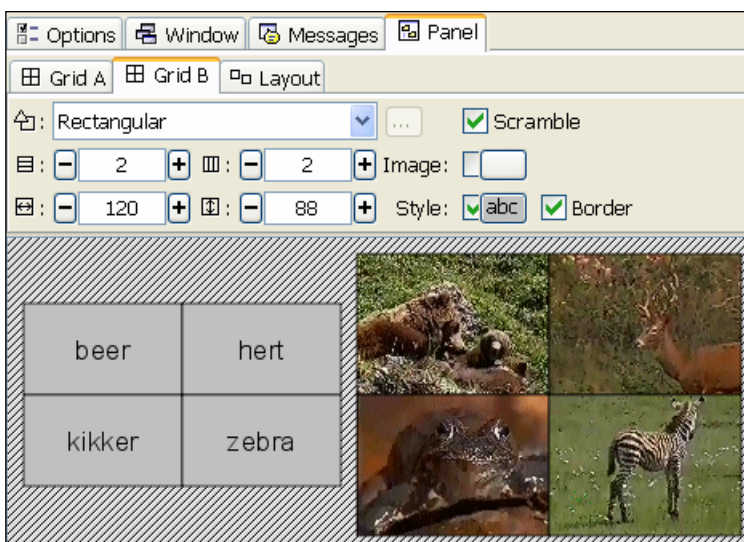 Options Window Messages Panel
Grid A Grid B Layout
: Rectangular ... Scramble
: 2 : 2 Image:
: 120 : 88 Style: abc Border
beer hert
kikker zebra